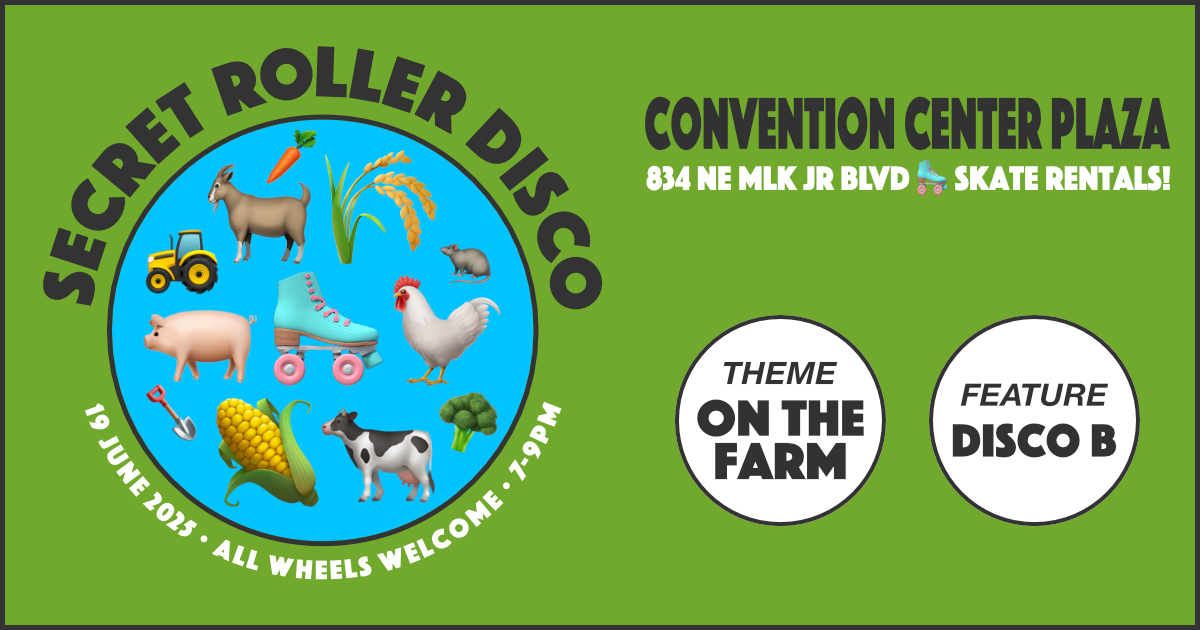 SECRET ROLLER DISCO
19 JUNE 2025 • ALL WHEELS WELCOME • 7-9PM
CONVENTION CENTER PLAZA
834 NE MLK JR BLVD 🛼 SKATE RENTALS!
THEME
ON THE
FARM
FEATURE
DISCO B